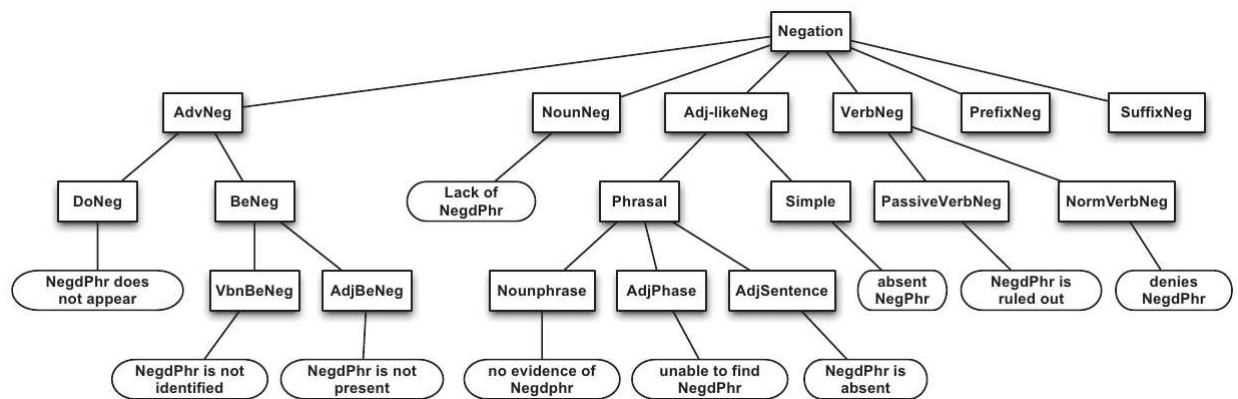 Negation
AdvNeg
NounNeg
Adj-likeNeg
VerbNeg
PrefixNeg
SuffixNeg
DoNeg
BeNeg
Lack of
NegdPhr
Phrasal
Simple
PassiveVerbNeg
NormVerbNeg
NegdPhr does
not appear
VbnBeNeg
AdjBeNeg
Nounphrase
AdjPhase
AdjSentence
absent
NegPhr
NegdPhr is
ruled out
denies
NegdPhr
NegdPhr is not
identified
NegdPhr is not
present
no evidence of
Negdphr
unable to find
NegdPhr
NegdPhr is
absent